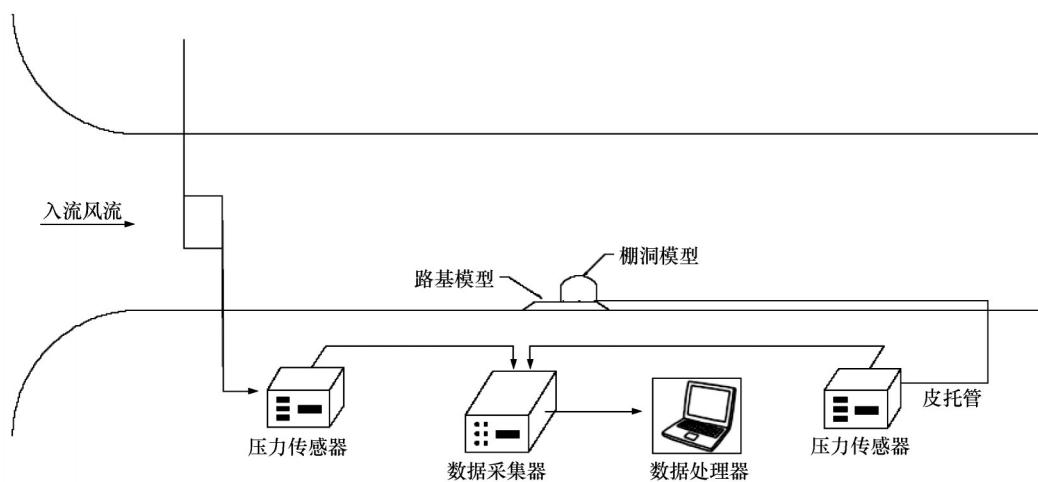 入流风流
棚洞模型
路基模型
皮托管
压力传感器
数据采集器
数据处理器
压力传感器